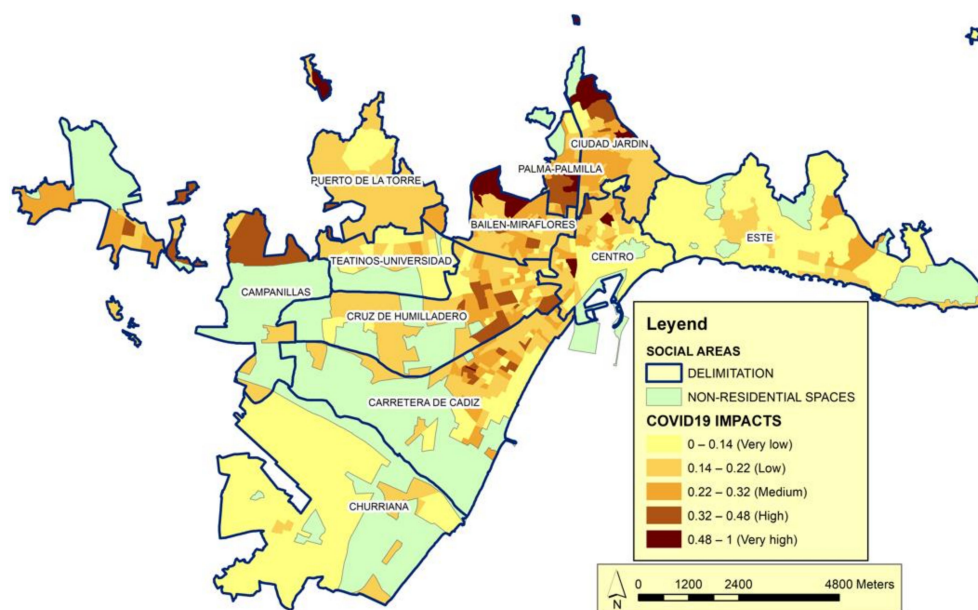 CIUDAD JARDIN
PALMA-PALMILLA
PUERTO DE LA TORRE
BAILEN-MIRAFLORES
ESTE
TEATINOS-UNIVERSIDAD
CENTRO
CAMPANILLAS
CRUZ DE HUMILLADERO
CARRETERA DE CADIZ
CHURRIANA
Leyend
SOCIAL AREAS
DELIMITATION
NON-RESIDENTIAL SPACES
COVID19 IMPACTS
0 – 0.14 (Very low)
0.14 – 0.22 (Low)
0.22 – 0.32 (Medium)
0.32 – 0.48 (High)
0.48 – 1 (Very high)
N
0 1200 2400 4800 Meters